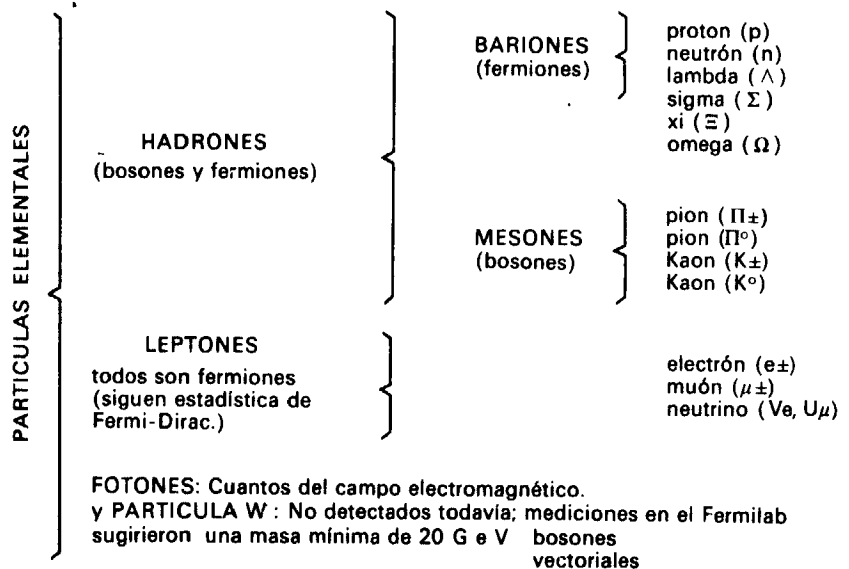 PARTICULAS ELEMENTALES
HADRONES
(bosones y fermiones)
BARIONES
(fermiones)
proton (p)
neutrón (n)
lambda (Λ)
sigma (Σ)
xi (Ξ)
omega (Ω)
MESONES
(bosones)
pion (Π±)
pion (Π°)
Kaon (K±)
Kaon (K°)
LEPTONES
todos son fermiones
(siguen estadística de
Fermi-Dirac.)
electrón (e±)
muón (μ±)
neutrino (Ve, Uμ)
FOTONES: Cuantos del campo electromagnético.
y PARTICULA W : No detectados todavía; mediciones en el Fermilab
sugirieron una masa mínima de 20 G e V bosones
vectoriales